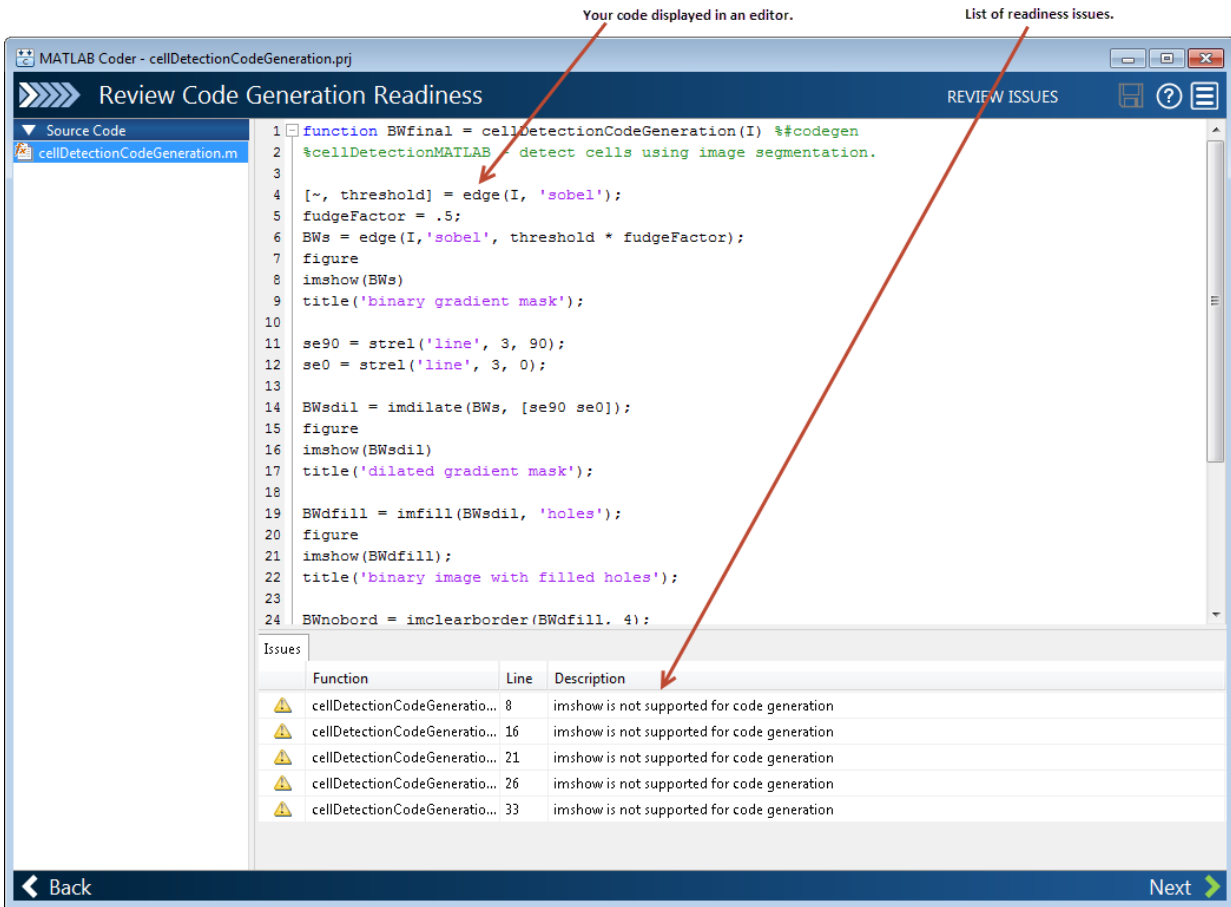 Your code displayed in an editor.
List of readiness issues.
MATLAB Coder - cellDetectionCodeGeneration.prj
Review Code Generation Readiness
REVIEW ISSUES
Source Code
cellDetectionCodeGeneration.m
1 function BWfinal = cellDetectionCodeGeneration(I) %#codegen
2 %cellDetectionMATLAB - detect cells using image segmentation.
3
4 [~, threshold] = edge(I, 'sobel');
5 fudgeFactor = .5;
6 BWs = edge(I,'sobel', threshold * fudgeFactor);
7 figure
8 imshow(BWs)
9 title('binary gradient mask');
10
11 se90 = strel('line', 3, 90);
12 se0 = strel('line', 3, 0);
13
14 BWsdil = imdilate(BWs, [se90 se0]);
15 figure
16 imshow(BWsdil)
17 title('dilated gradient mask');
18
19 BWdfill = imfill(BWsdil, 'holes');
20 figure
21 imshow(BWdfill);
22 title('binary image with filled holes');
23
24 BWnobord = imclearborder(BWdfill, 4);
Issues
Function Line Description
cellDetectionCodeGeneratio... 8 imshow is not supported for code generation
cellDetectionCodeGeneratio... 16 imshow is not supported for code generation
cellDetectionCodeGeneratio... 21 imshow is not supported for code generation
cellDetectionCodeGeneratio... 26 imshow is not supported for code generation
cellDetectionCodeGeneratio... 33 imshow is not supported for code generation
Back
Next